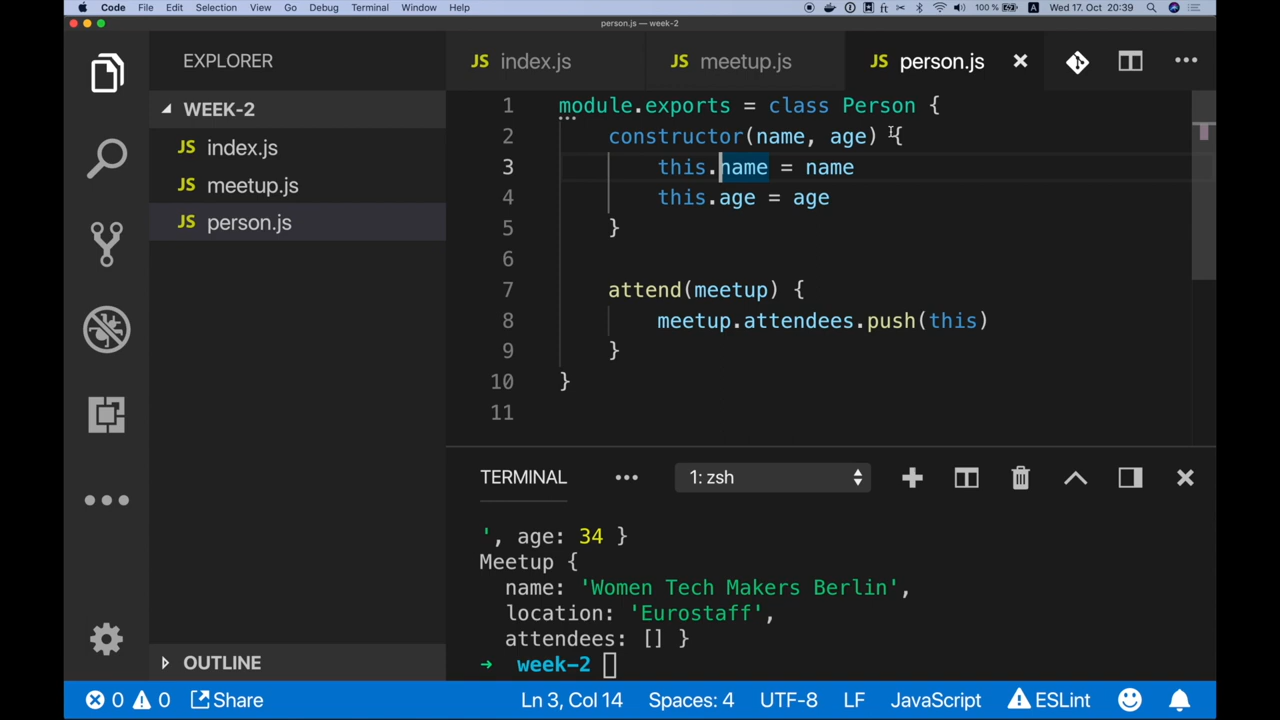 Code File Edit Selection View Go Debug Terminal Window Help 100 % Wed 17. Oct 20:39
person.js — week-2
EXPLORER
WEEK-2
JS index.js
JS meetup.js
JS person.js
OUTLINE
JS index.js JS meetup.js JS person.js
1 module.exports = class Person {
2 constructor(name, age) {
3 this.name = name
4 this.age = age
5 }
6
7 attend(meetup) {
8 meetup.attendees.push(this)
9 }
10 }
11
TERMINAL ••• 1: zsh
', age: 34 }
Meetup {
name: 'Women Tech Makers Berlin',
location: 'Eurostaff',
attendees: [] }
➜ week-2
0 0 Share Ln 3, Col 14 Spaces: 4 UTF-8 LF JavaScript ESLint